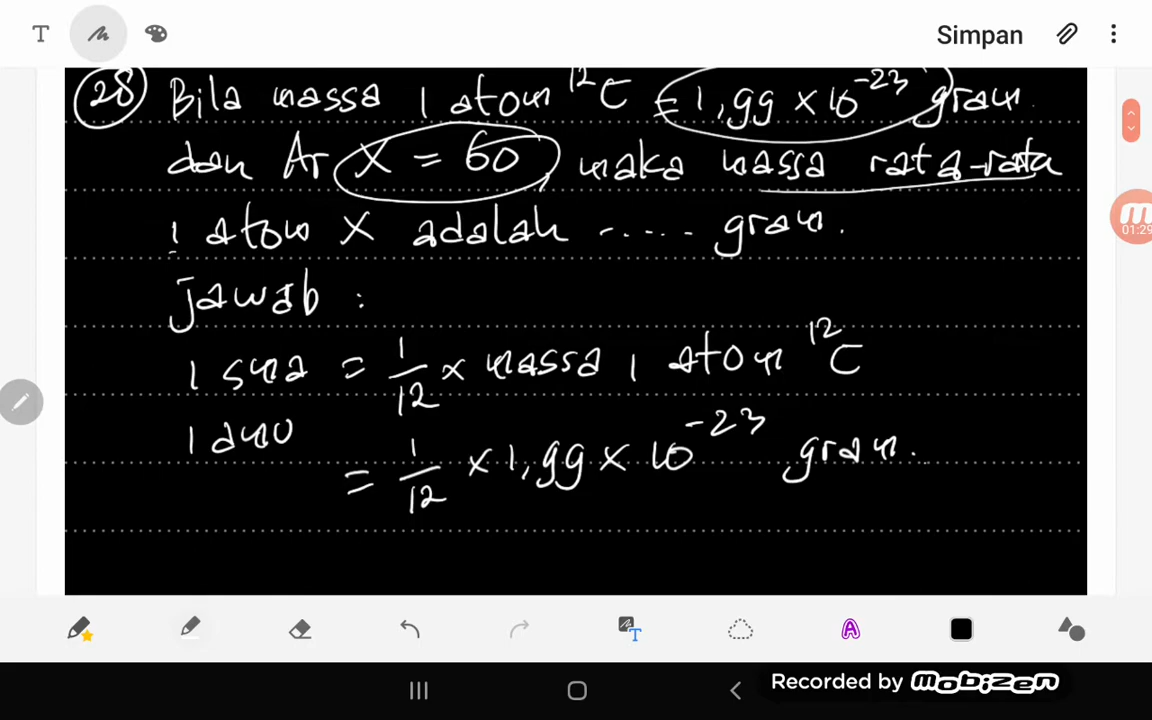 T Simpan
28 Bila massa 1 atom ¹²C = 1,99 × 10⁻²³ gram
dan Ar X = 60 maka massa rata-rata
1 atom X adalah ..... gram.
M
01:29
Jawab :
1 sma = 1/12 × massa 1 atom ¹²C
1 amu
= 1/12 × 1,99 × 10⁻²³ gram.
T A
Recorded by mobizen